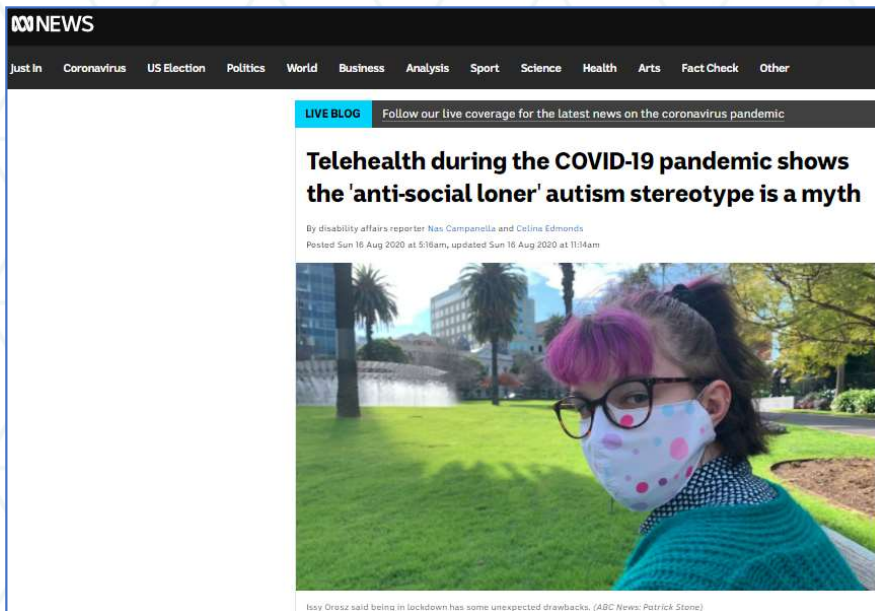 NEWS
Just In Coronavirus US Election Politics World Business Analysis Sport Science Health Arts Fact Check Other
LIVE BLOG Follow our live coverage for the latest news on the coronavirus pandemic
Telehealth during the COVID-19 pandemic shows
the 'anti-social loner' autism stereotype is a myth
By disability affairs reporter Nas Campanella and Celina Edmonds
Posted Sun 16 Aug 2020 at 5:16am, updated Sun 16 Aug 2020 at 11:14am
Issy Orosz said being in lockdown has some unexpected drawbacks. (ABC News: Patrick Stone)